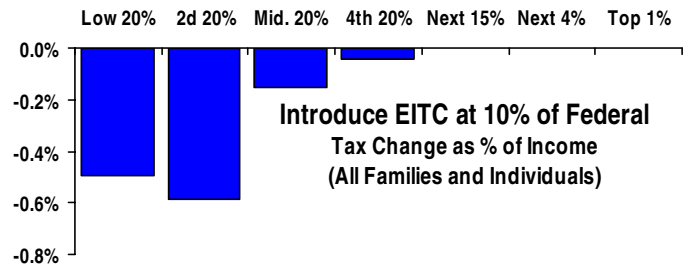 Low 20% 2d 20% Mid. 20% 4th 20% Next 15% Next 4% Top 1%
0.0%
-0.2%
Introduce EITC at 10% of Federal
Tax Change as % of Income
-0.4%
(All Families and Individuals)
-0.6%
-0.8%